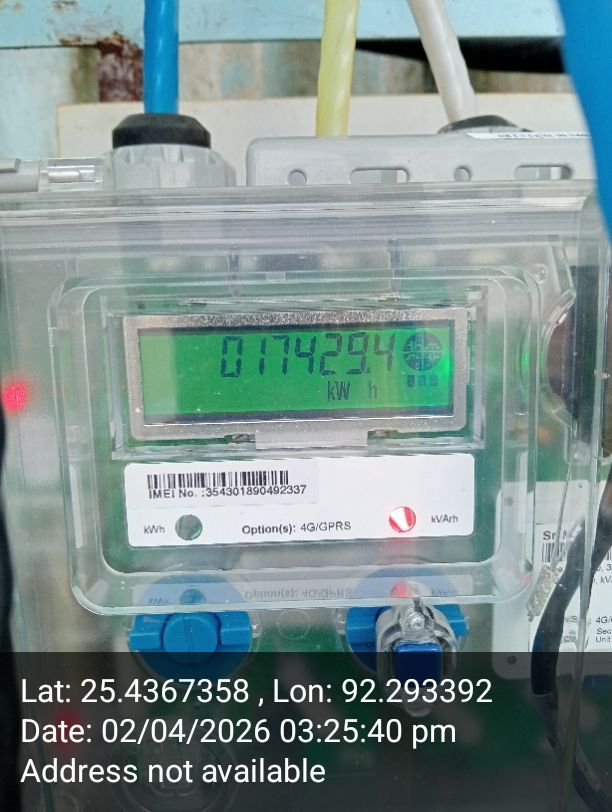 017429.4
kW h
IMEI No. :354301890492337
kWh
Option(s): 4G/GPRS
kVArh
Lat: 25.4367358 , Lon: 92.293392
Date: 02/04/2026 03:25:40 pm
Address not available